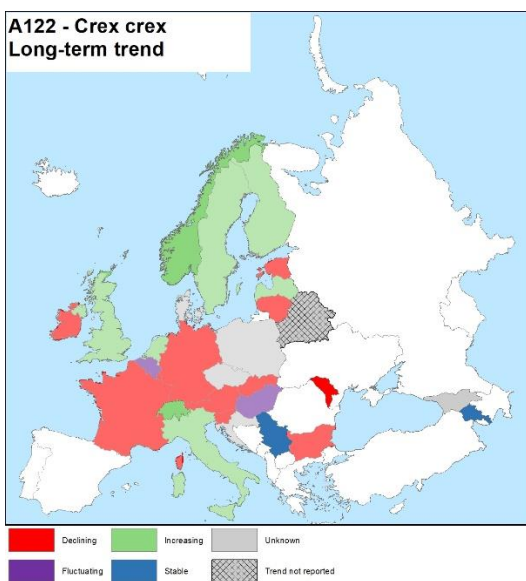 A122 - Crex crex
Long-term trend
Declining Increasing Unknown
Fluctuating Stable Trend not reported